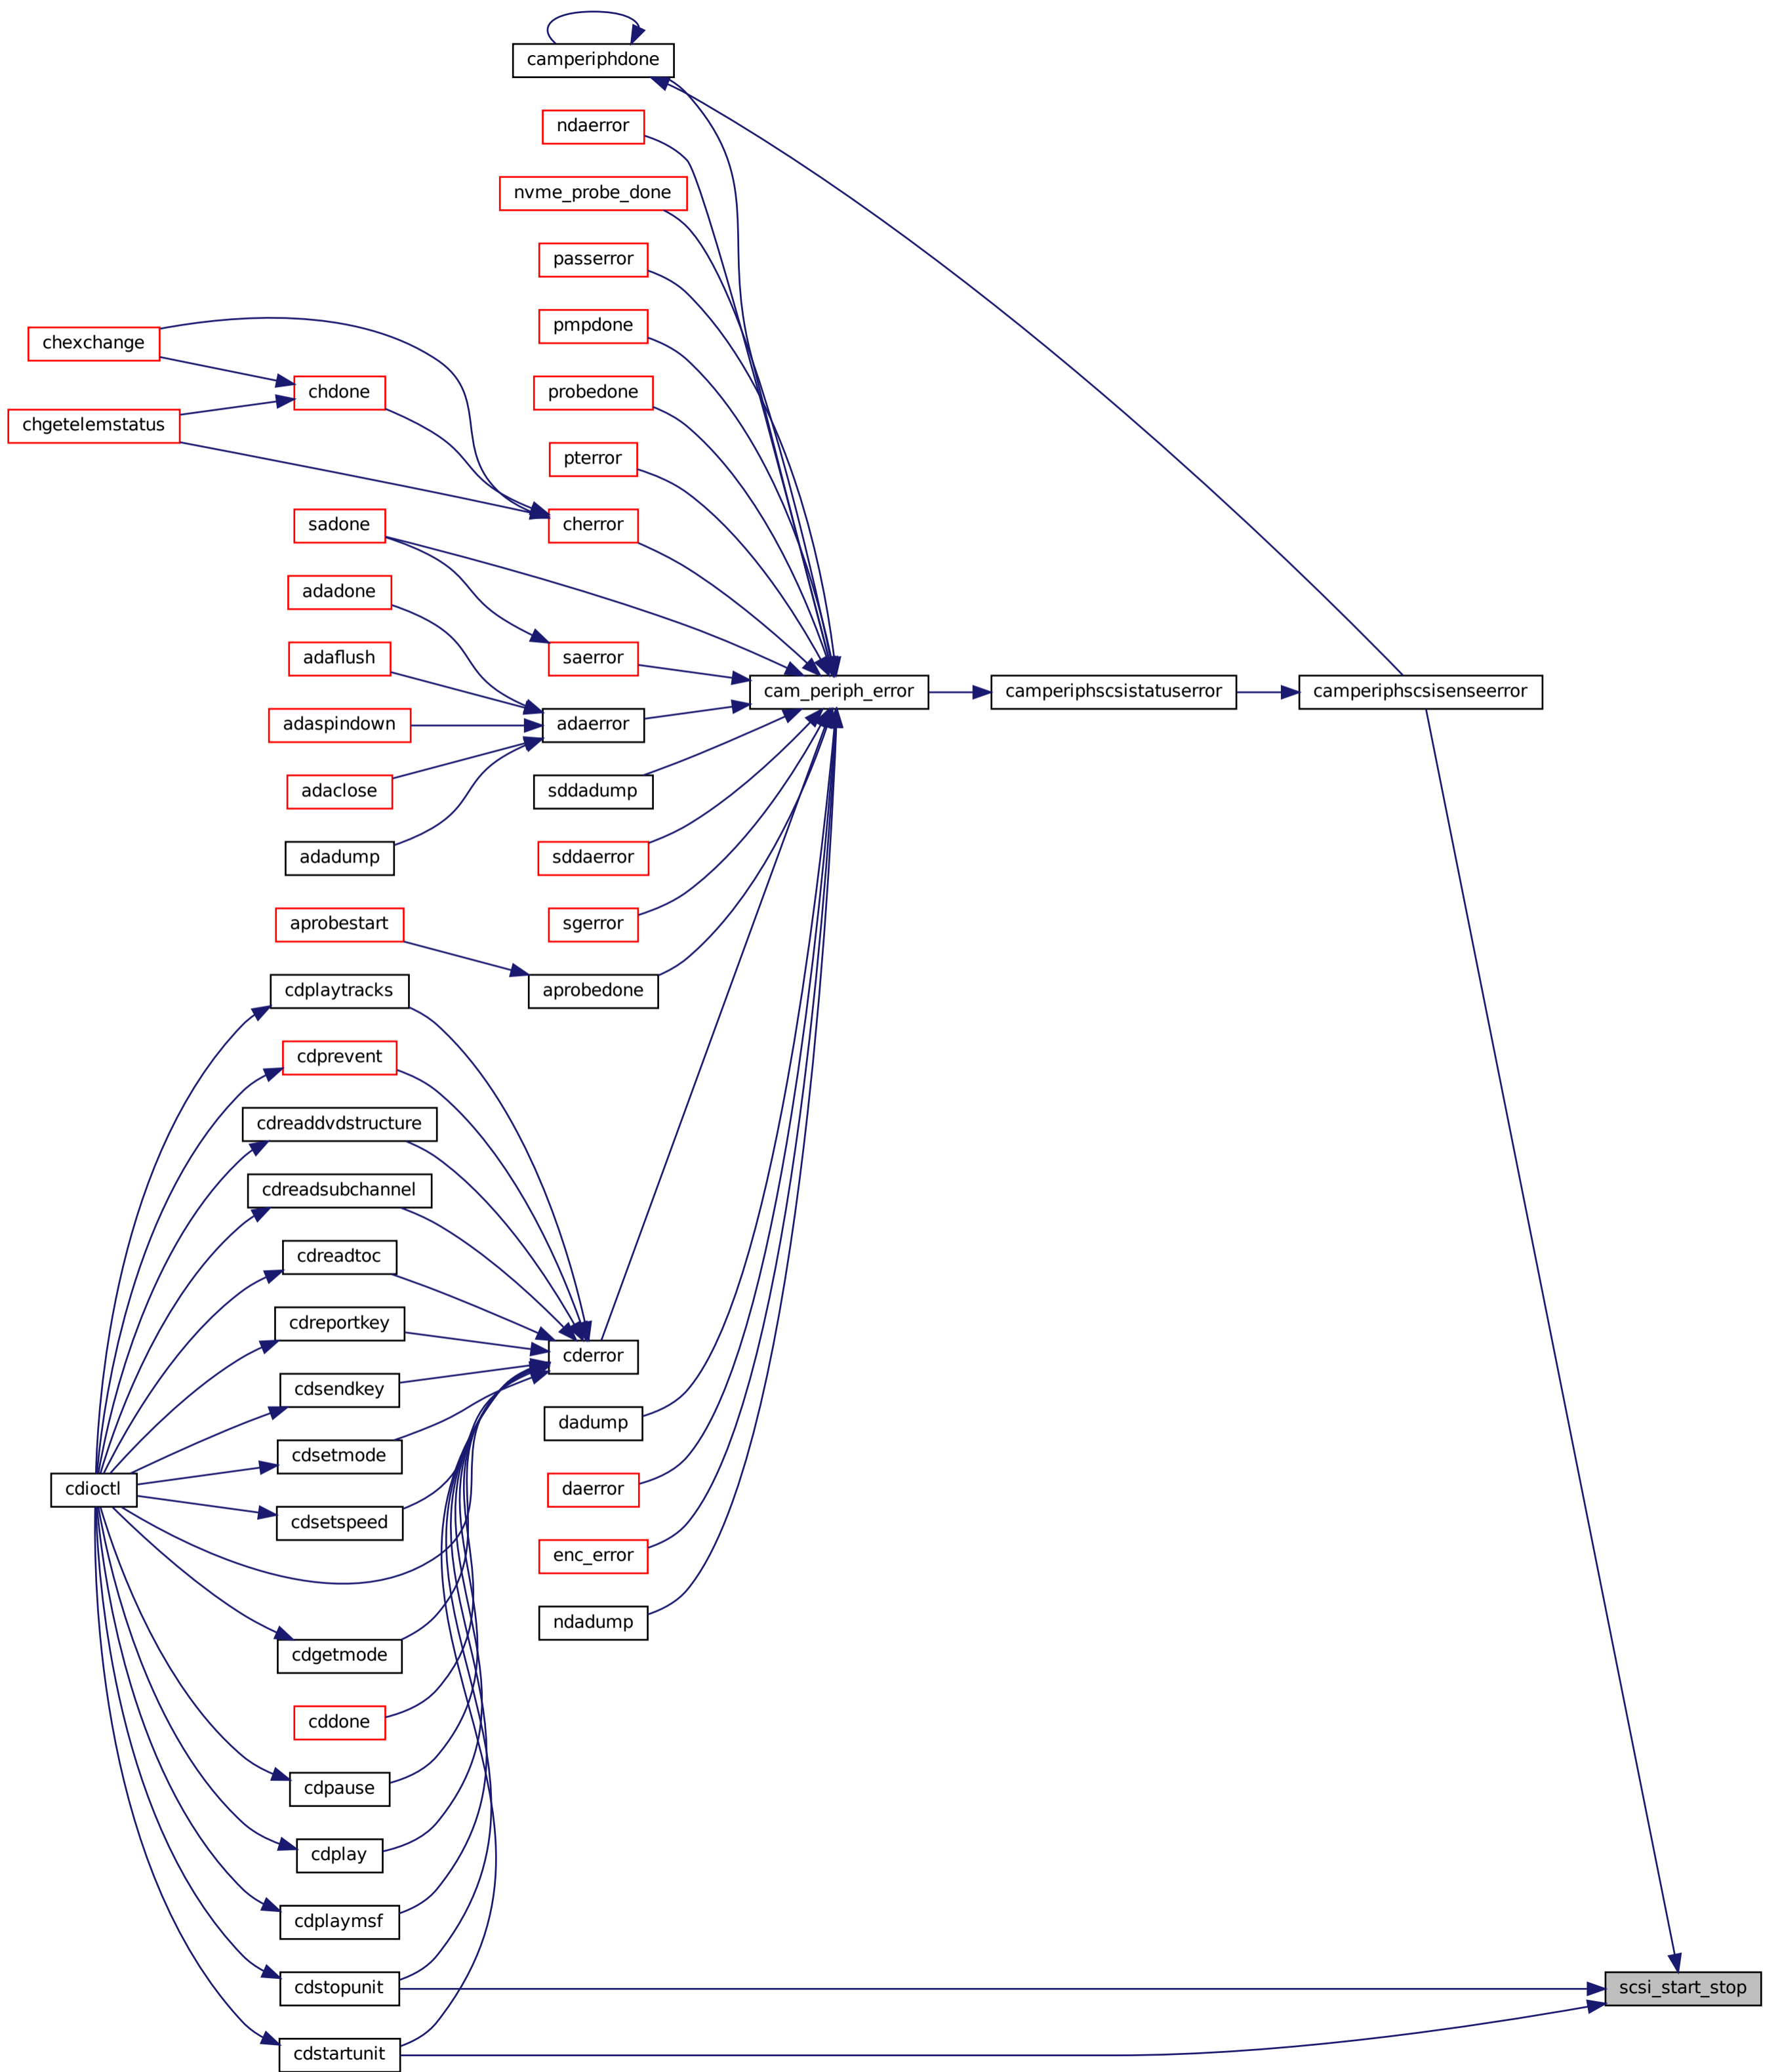 camperiphdone
ndaerror
nvme_probe_done
passerror
pmpdone
chexchange
probedone
chdone
chgetelemstatus
pterror
sadone
cherror
adadone
adaflush
saerror
cam_periph_error
camperiphscsistatuserror
camperiphscsisenseerror
adaspindown
adaerror
adaclose
sddadump
adadump
sddaerror
aprobestart
sgerror
cdplaytracks
aprobedone
cdprevent
cdreaddvdstructure
cdreadsubchannel
cdreadtoc
cdreportkey
cderror
cdsendkey
dadump
cdsetmode
cdioctl
daerror
cdsetspeed
enc_error
ndadump
cdgetmode
cddone
cdpause
cdplay
cdplaymsf
cdstopunit
scsi_start_stop
cdstartunit